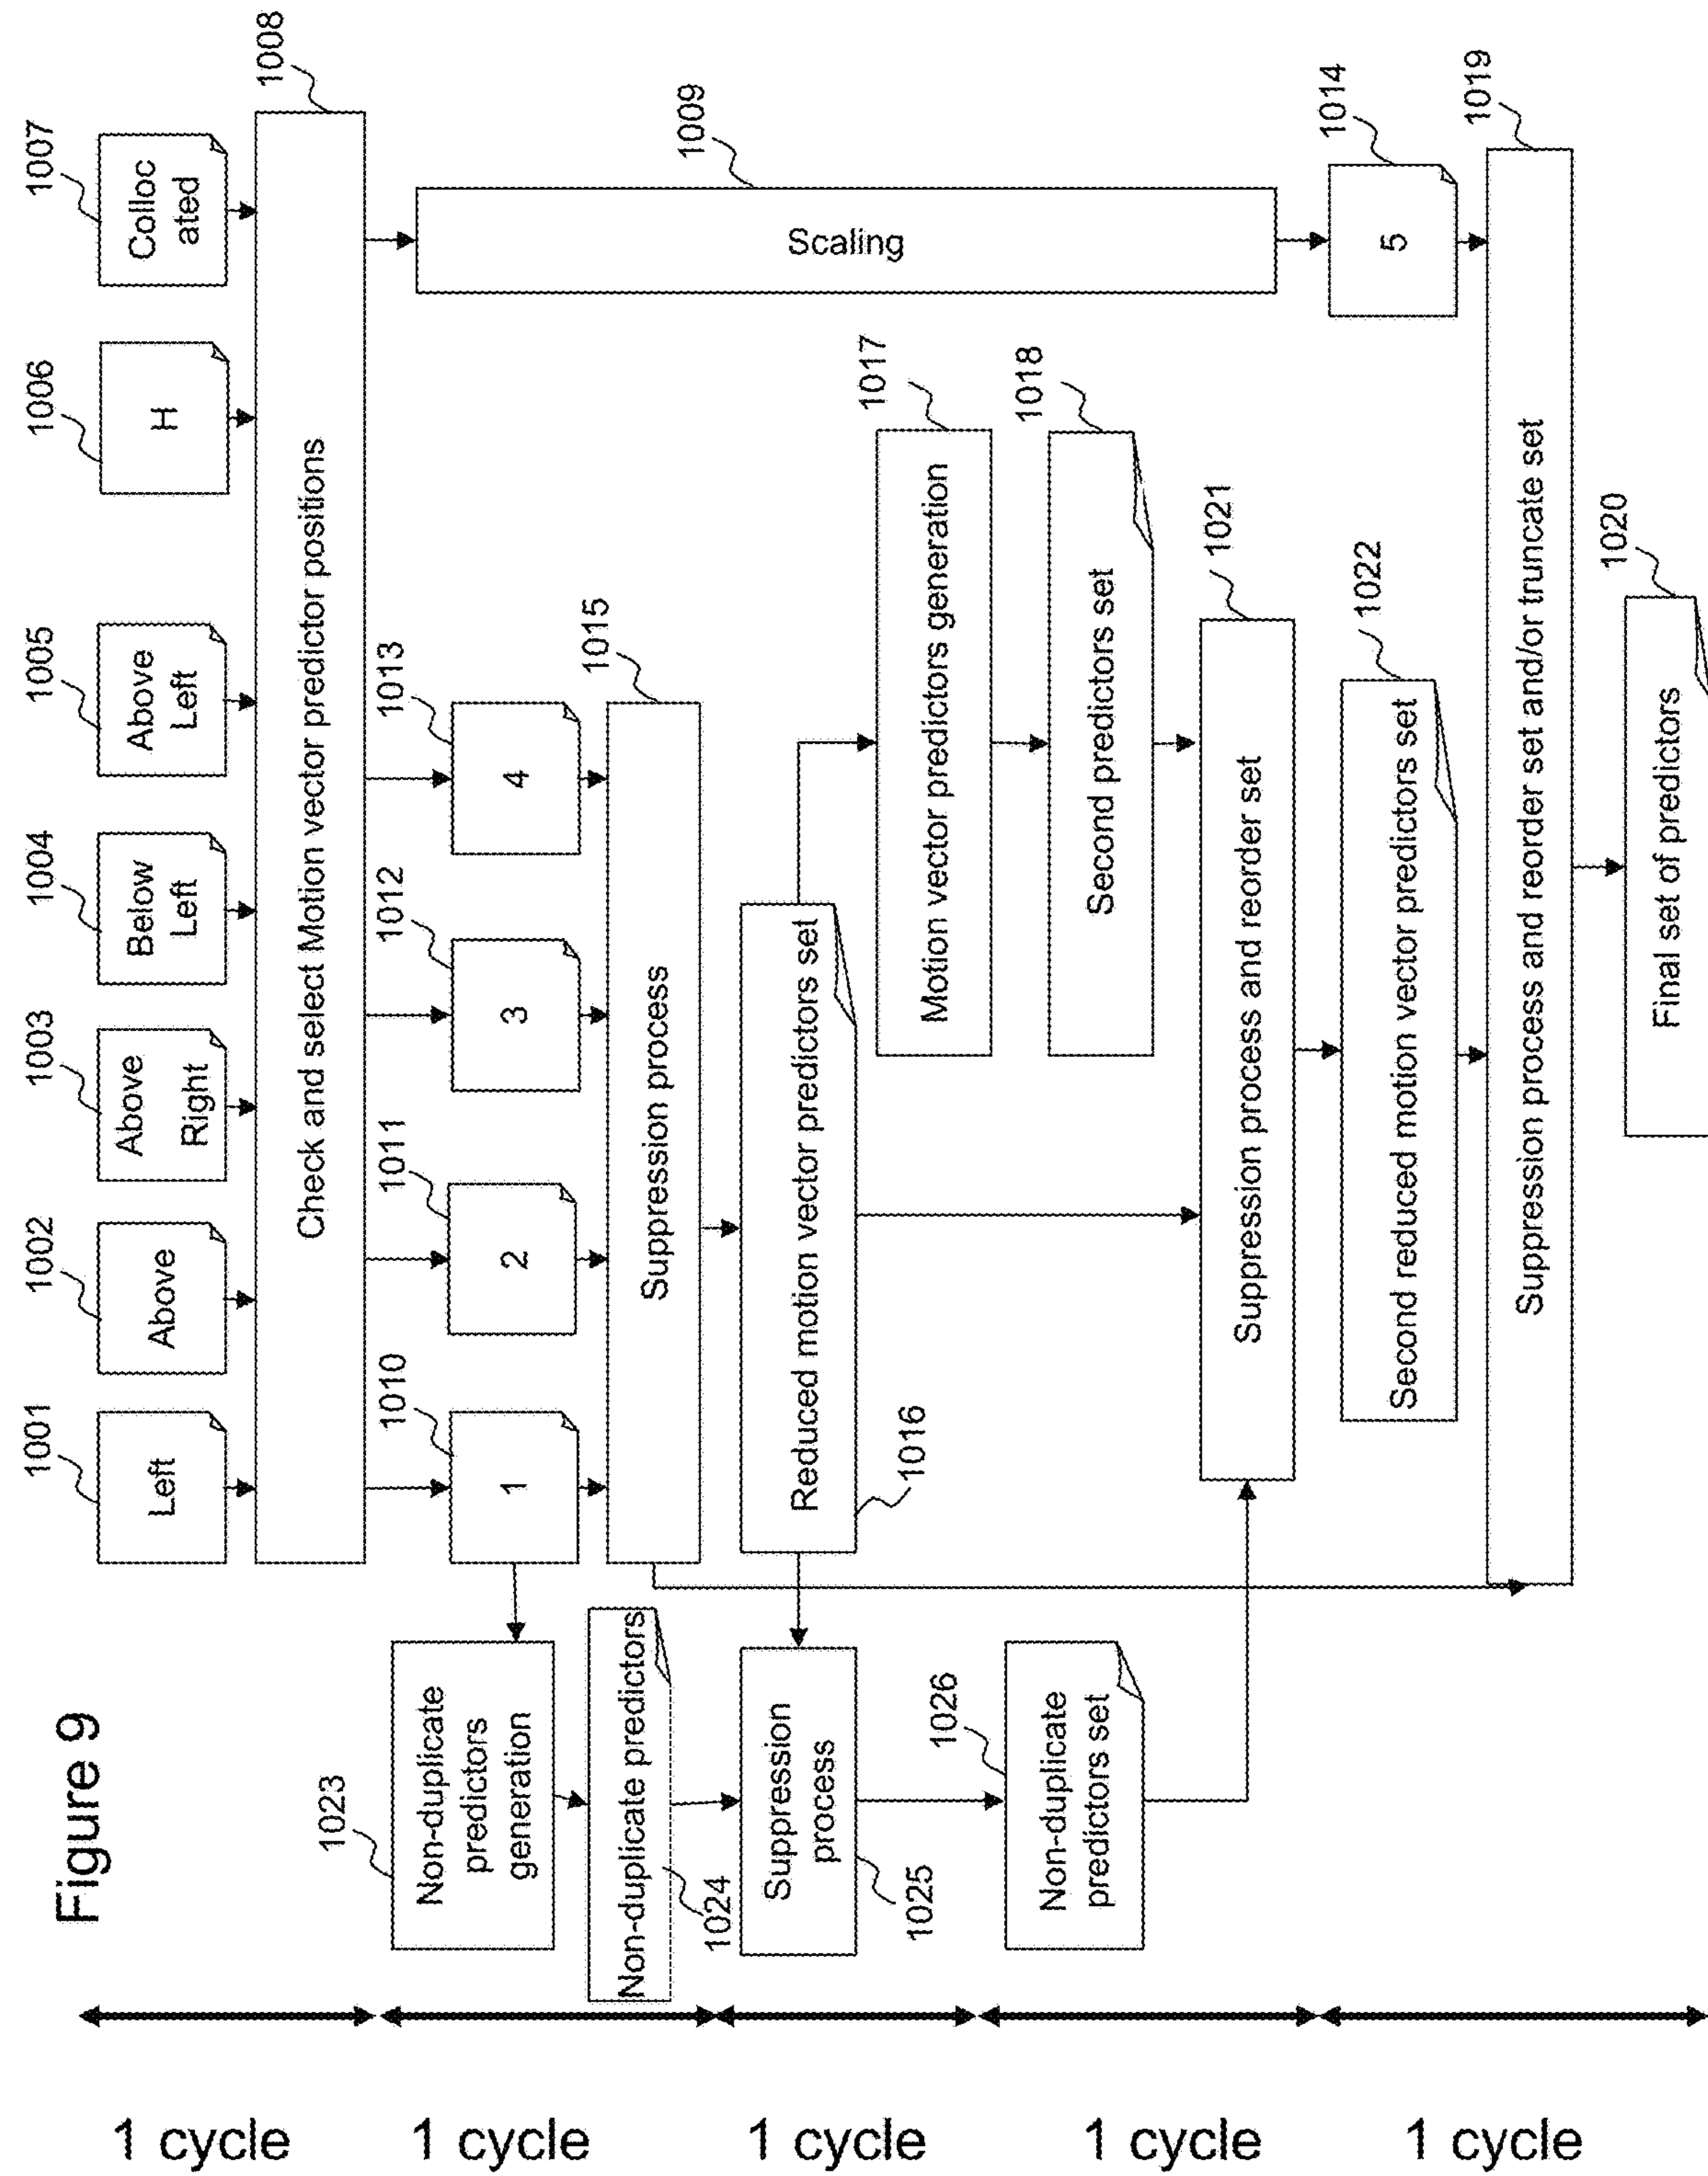 Figure 9
1001
1002
1003
1004
1005
1006
1007
Left
Above
Above
Right
Below
Left
Above
Left
H
Colloc
ated
1008
Check and select Motion vector predictor positions
1 cycle
1023
Non-duplicate
predictors
generation
1010
1
1011
2
1012
3
1013
4
1009
Scaling
1015
Suppression process
Non-duplicate predictors
1024
1 cycle
Suppression
process
1025
Reduced motion vector predictors set
1016
1017
Motion vector predictors generation
1 cycle
1026
Non-duplicate
predictors set
1018
Second predictors set
1021
Suppression process and reorder set
1 cycle
1022
Second reduced motion vector predictors set
1014
5
1019
Suppression process and reorder set and/or truncate set
1020
Final set of predictors
1 cycle